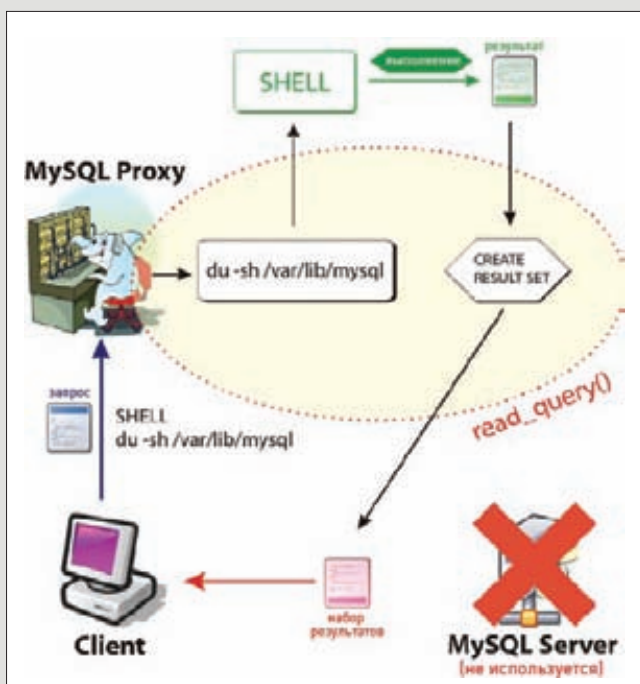 результат
выполнение
SHELL
MySQL Proxy
du -sh /var/lib/mysql
CREATE
RESULT SET
запрос
SHELL
du -sh /var/lib/mysql
read_query()
набор
результатов
Client
MySQL Server
(не используется)